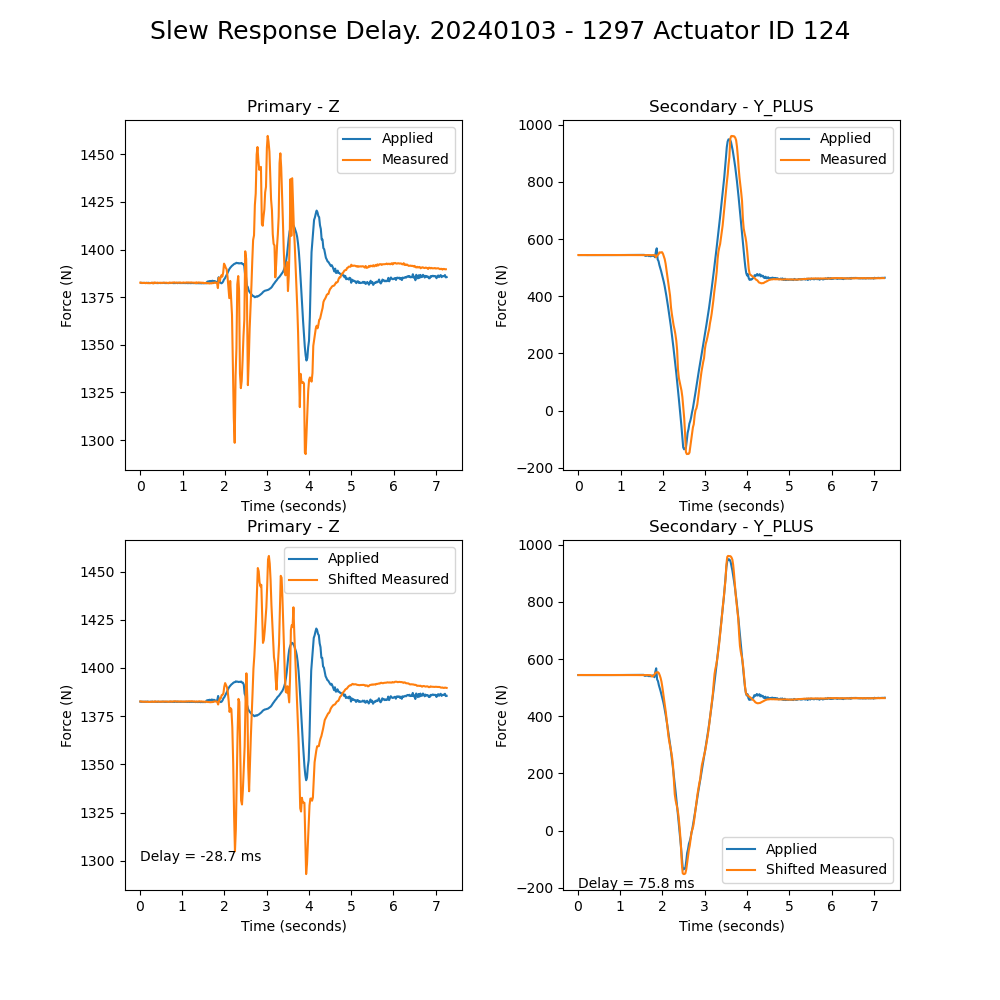 Slew Response Delay. 20240103 - 1297 Actuator ID 124
Primary - Z
Force (N)
1450
1425
1400
1375
1350
1325
1300
Applied
Measured
0 1 2 3 4 5 6 7
Time (seconds)
Secondary - Y_PLUS
Force (N)
1000
800
600
400
200
0
−200
Applied
Measured
0 1 2 3 4 5 6 7
Time (seconds)
Primary - Z
Force (N)
1450
1425
1400
1375
1350
1325
1300
Applied
Shifted Measured
Delay = -28.7 ms
0 1 2 3 4 5 6 7
Time (seconds)
Secondary - Y_PLUS
Force (N)
1000
800
600
400
200
0
−200
Applied
Shifted Measured
Delay = 75.8 ms
0 1 2 3 4 5 6 7
Time (seconds)